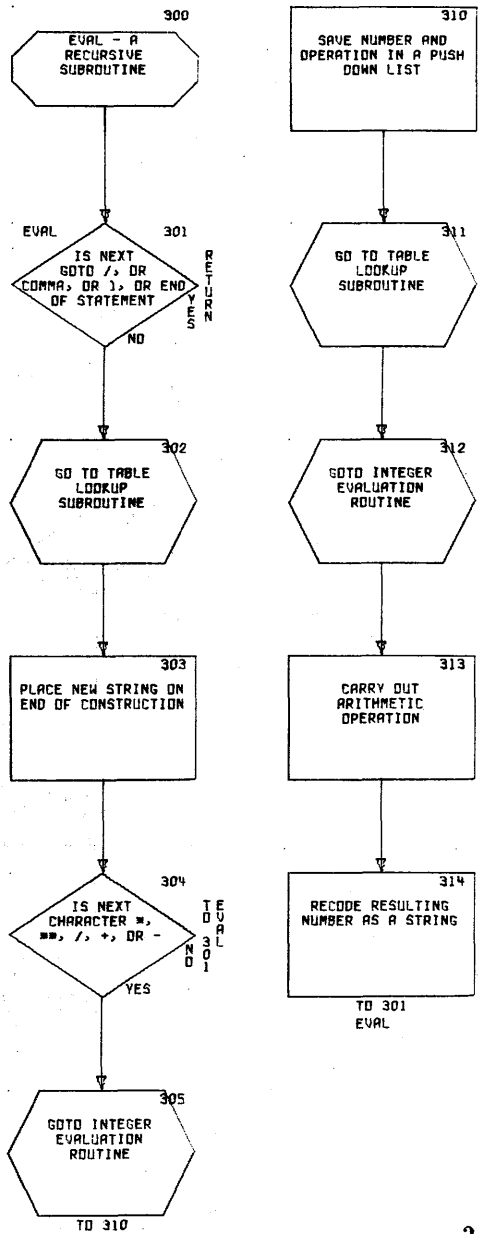 300
EVAL - A
RECURSIVE
SUBROUTINE
EVAL
301
IS NEXT
GOTO /, OR
COMMA, OR ), OR END
OF STATEMENT
RETURN
YES
NO
302
GO TO TABLE
LOOKUP
SUBROUTINE
303
PLACE NEW STRING ON
END OF CONSTRUCTION
304
IS NEXT
CHARACTER *,
**, /, +, OR -
EVAL
TO 301
NO
YES
305
GOTO INTEGER
EVALUATION
ROUTINE
TO 310
310
SAVE NUMBER AND
OPERATION IN A PUSH
DOWN LIST
311
GO TO TABLE
LOOKUP
SUBROUTINE
312
GOTO INTEGER
EVALUATION
ROUTINE
313
CARRY OUT
ARITHMETIC
OPERATION
314
RECODE RESULTING
NUMBER AS A STRING
TO 301
EVAL